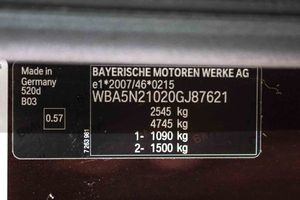 Made in
Germany
520d
B03
0.57
BAYERISCHE MOTOREN WERKE AG
e1*2007/46*0215
WBA5N21020GJ87621
2545 kg
4745 kg
1- 1090 kg
2- 1500 kg
7263961